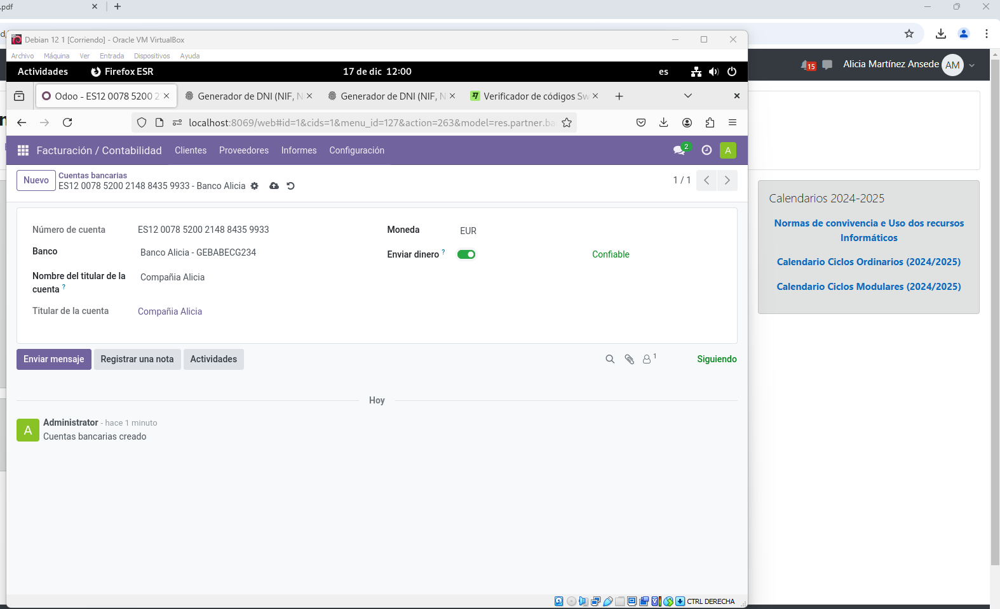 .pdf
Debian 12 1 [Corriendo] - Oracle VM VirtualBox
Archivo Máquina Ver Entrada Dispositivos Ayuda
Actividades Firefox ESR 17 de dic 12:00 es
Odoo - ES12 0078 5200 2 Generador de DNI (NIF, N Generador de DNI (NIF, N Verificador de códigos Sw
localhost:8069/web#id=1&cids=1&menu_id=127&action=263&model=res.partner.ba
Facturación / Contabilidad Clientes Proveedores Informes Configuración 2 A
Nuevo
Cuentas bancarias
ES12 0078 5200 2148 8435 9933 - Banco Alicia
1 / 1
Número de cuenta ES12 0078 5200 2148 8435 9933
Moneda EUR
Banco Banco Alicia - GEBABECG234
Enviar dinero ? Confiable
Nombre del titular de la
cuenta ?
Compañia Alicia
Titular de la cuenta Compañia Alicia
Enviar mensaje Registrar una nota Actividades 1 Siguiendo
Hoy
A
Administrator - hace 1 minuto
Cuentas bancarias creado
CTRL DERECHA
15 Alicia Martínez Ansede AM
Calendarios 2024-2025
Normas de convivencia e Uso dos recursos
Informáticos
Calendario Ciclos Ordinarios (2024/2025)
Calendario Ciclos Modulares (2024/2025)